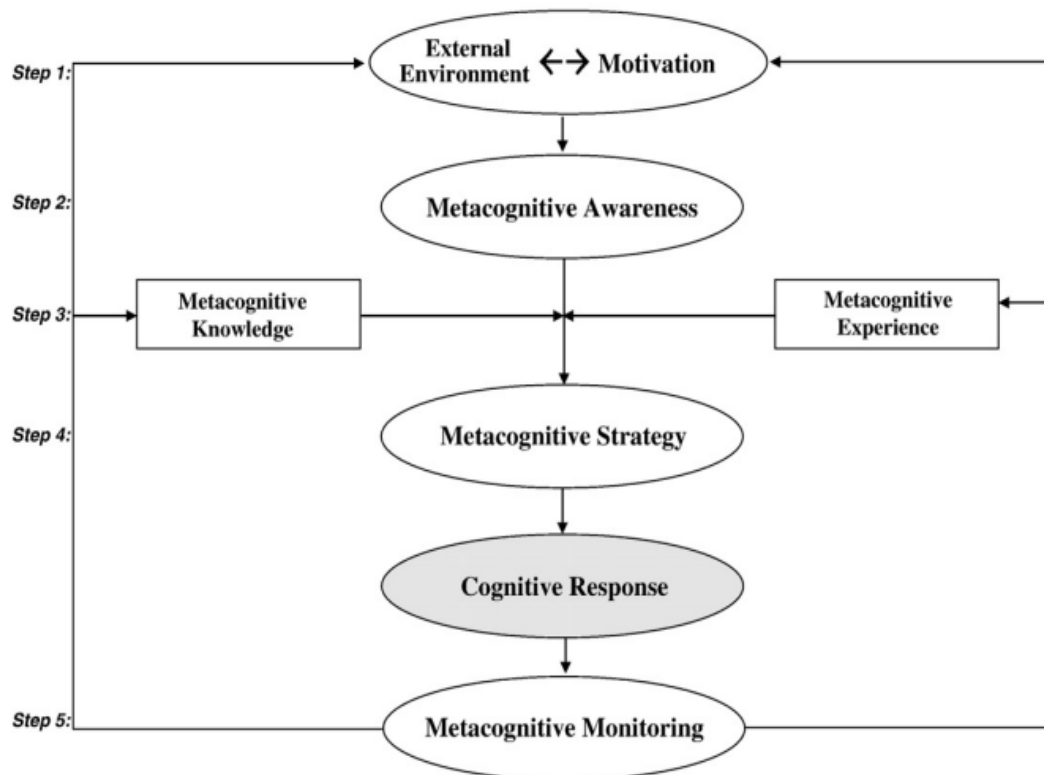 External
Environment
Motivation
Step 1:
Step 2:
Metacognitive Awareness
Metacognitive
Knowledge
Step 3:
Metacognitive
Experience
Step 4:
Metacognitive Strategy
Cognitive Response
Step 5:
Metacognitive Monitoring